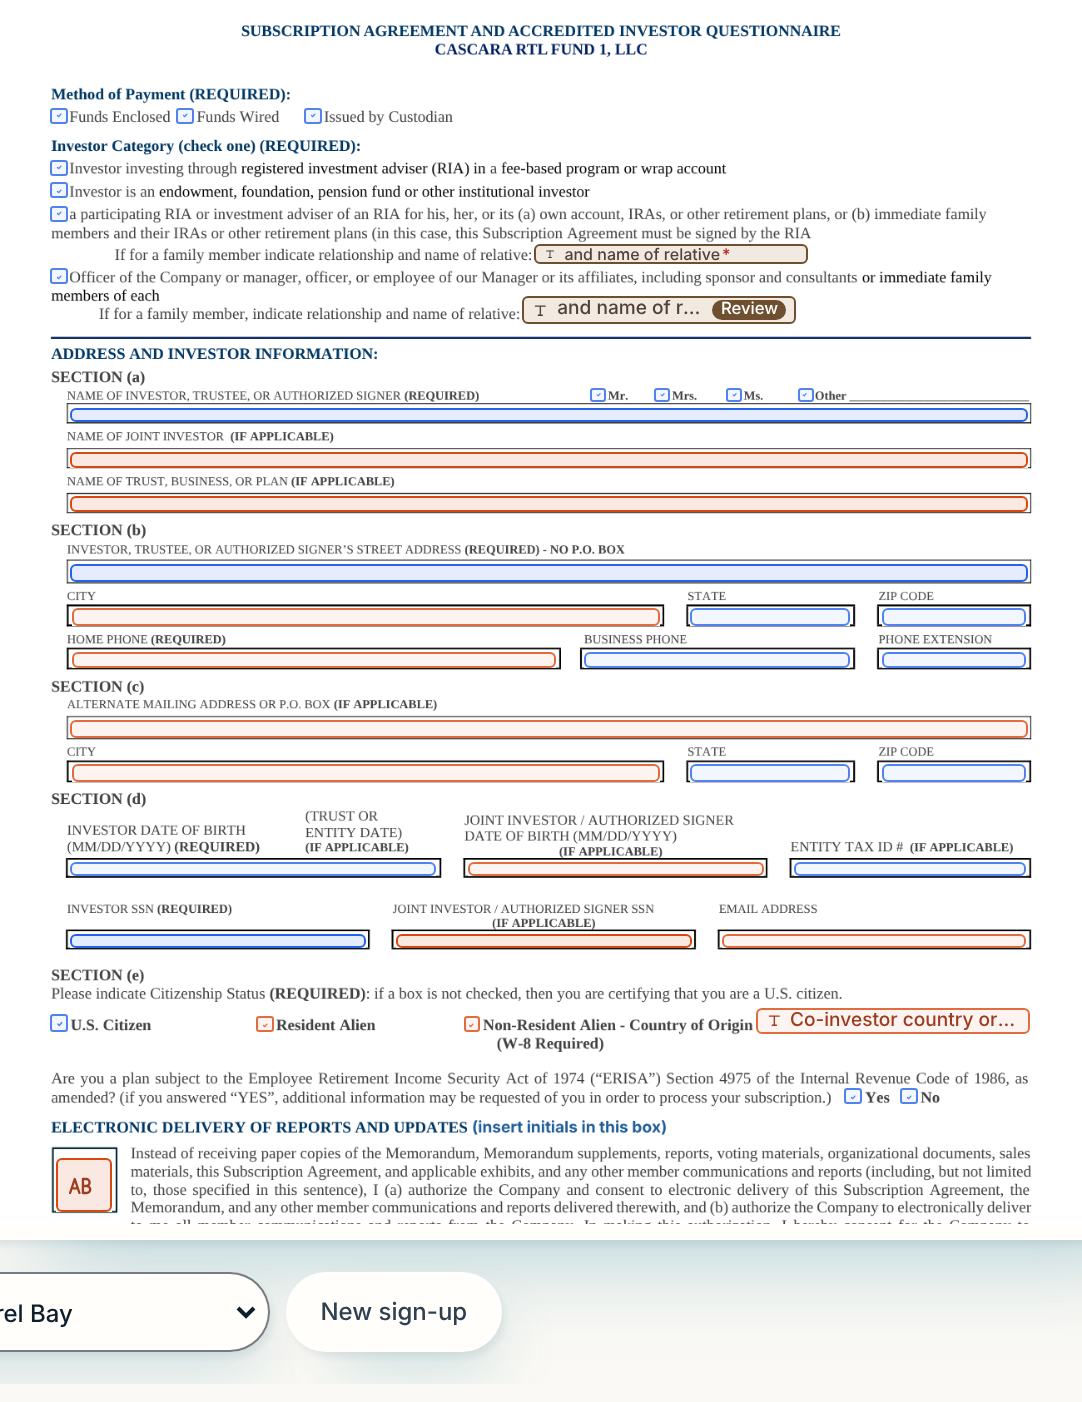 SUBSCRIPTION AGREEMENT AND ACCREDITED INVESTOR QUESTIONNAIRE
CASCARA RTL FUND 1, LLC
Method of Payment (REQUIRED):
Funds Enclosed Funds Wired Issued by Custodian
Investor Category (check one) (REQUIRED):
Investor investing through registered investment adviser (RIA) in a fee-based program or wrap account
Investor is an endowment, foundation, pension fund or other institutional investor
a participating RIA or investment adviser of an RIA for his, her, or its (a) own account, IRAs, or other retirement plans, or (b) immediate family
members and their IRAs or other retirement plans (in this case, this Subscription Agreement must be signed by the RIA
If for a family member indicate relationship and name of relative: and name of relative*
Officer of the Company or manager, officer, or employee of our Manager or its affiliates, including sponsor and consultants or immediate family
members of each
If for a family member, indicate relationship and name of relative: and name of r... Review
ADDRESS AND INVESTOR INFORMATION:
SECTION (a)
NAME OF INVESTOR, TRUSTEE, OR AUTHORIZED SIGNER (REQUIRED) Mr. Mrs. Ms. Other
NAME OF JOINT INVESTOR (IF APPLICABLE)
NAME OF TRUST, BUSINESS, OR PLAN (IF APPLICABLE)
SECTION (b)
INVESTOR, TRUSTEE, OR AUTHORIZED SIGNER'S STREET ADDRESS (REQUIRED) - NO P.O. BOX
CITY STATE ZIP CODE
HOME PHONE (REQUIRED) BUSINESS PHONE PHONE EXTENSION
SECTION (c)
ALTERNATE MAILING ADDRESS OR P.O. BOX (IF APPLICABLE)
CITY STATE ZIP CODE
SECTION (d)
INVESTOR DATE OF BIRTH
(MM/DD/YYYY) (REQUIRED)
(TRUST OR
ENTITY DATE)
(IF APPLICABLE)
JOINT INVESTOR / AUTHORIZED SIGNER
DATE OF BIRTH (MM/DD/YYYY)
(IF APPLICABLE)
ENTITY TAX ID # (IF APPLICABLE)
INVESTOR SSN (REQUIRED)
JOINT INVESTOR / AUTHORIZED SIGNER SSN
(IF APPLICABLE)
EMAIL ADDRESS
SECTION (e)
Please indicate Citizenship Status (REQUIRED): if a box is not checked, then you are certifying that you are a U.S. citizen.
U.S. Citizen Resident Alien Non-Resident Alien - Country of Origin Co-investor country or...
(W-8 Required)
Are you a plan subject to the Employee Retirement Income Security Act of 1974 (“ERISA”) Section 4975 of the Internal Revenue Code of 1986, as
amended? (if you answered “YES”, additional information may be requested of you in order to process your subscription.) Yes No
ELECTRONIC DELIVERY OF REPORTS AND UPDATES (insert initials in this box)
AB
Instead of receiving paper copies of the Memorandum, Memorandum supplements, reports, voting materials, organizational documents, sales
materials, this Subscription Agreement, and applicable exhibits, and any other member communications and reports (including, but not limited
to, those specified in this sentence), I (a) authorize the Company and consent to electronic delivery of this Subscription Agreement, the
Memorandum, and any other member communications and reports delivered therewith, and (b) authorize the Company to electronically deliver
to me all member communications and reports from the Company. In making this authorization, I hereby consent for the Company to
rel Bay
New sign-up